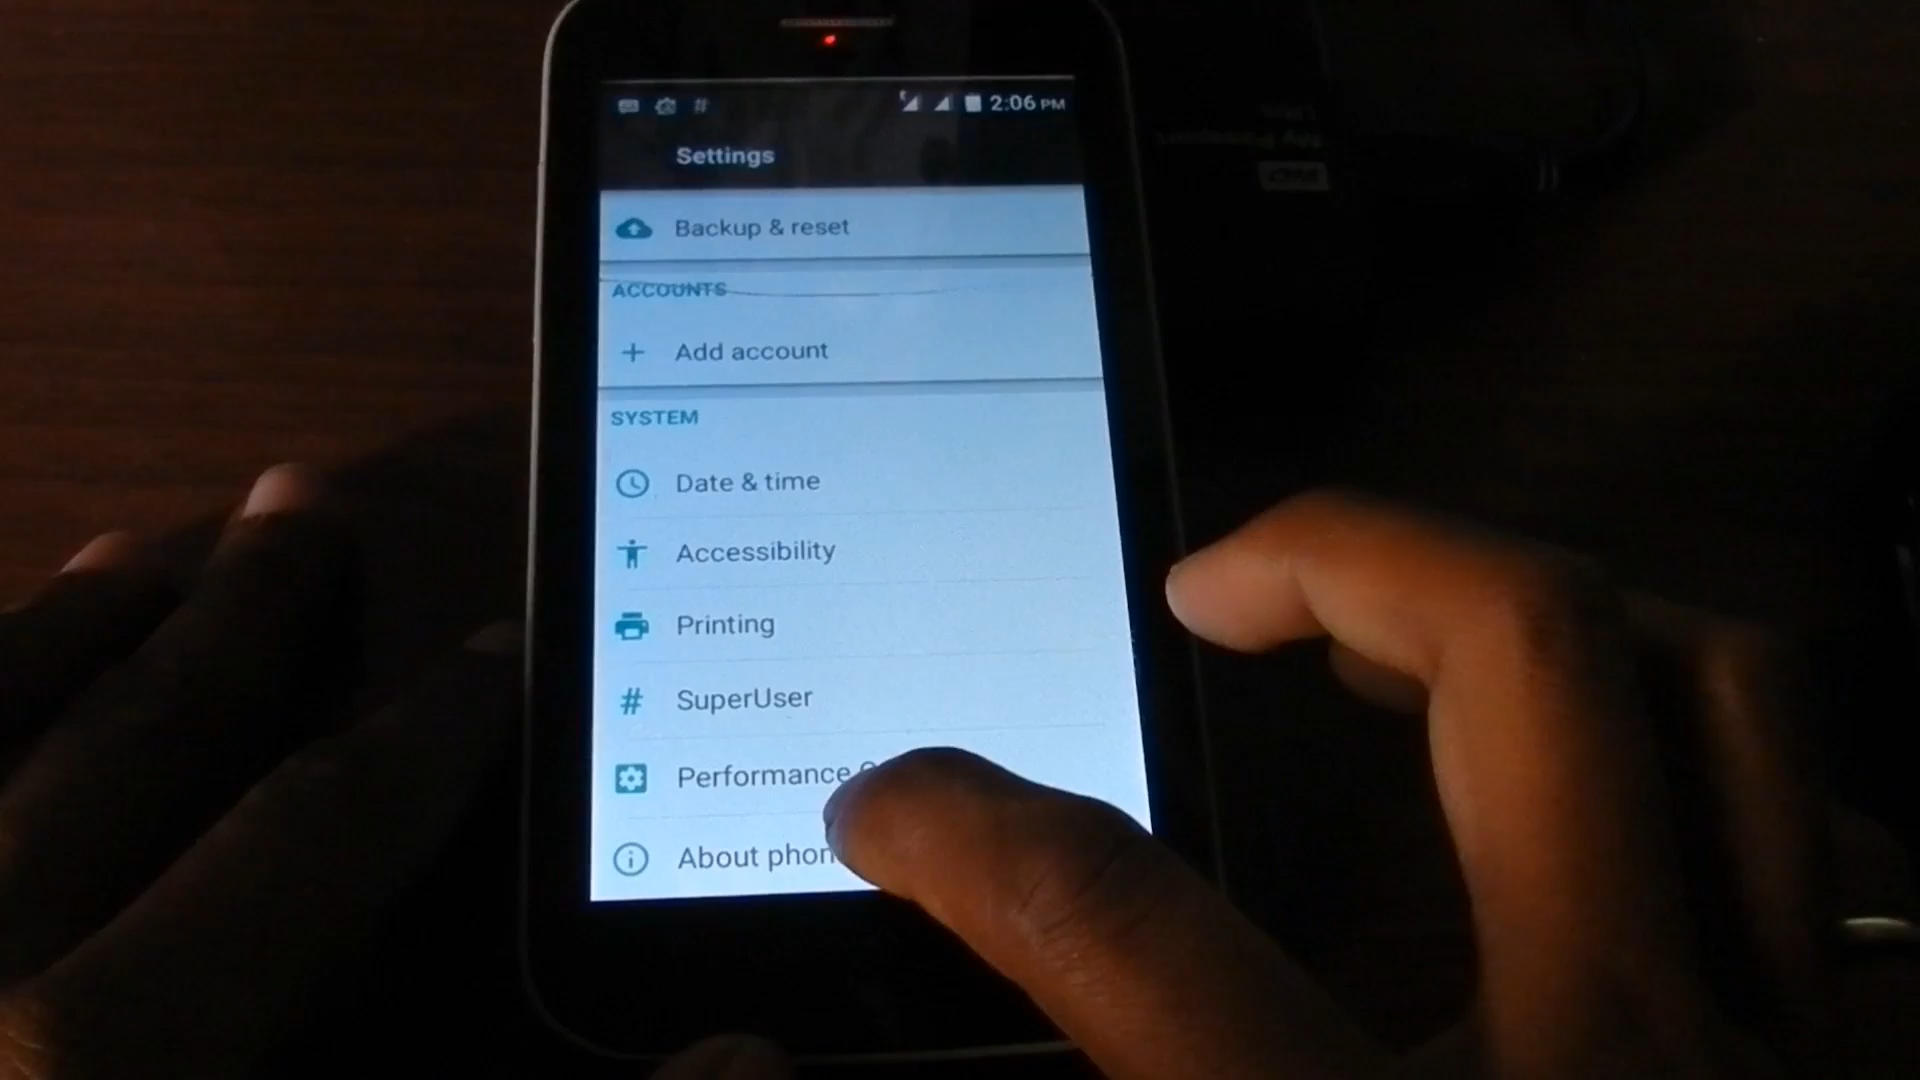 # 2:06 PM
Settings
Backup & reset
ACCOUNTS
Add account
SYSTEM
Date & time
Accessibility
Printing
# SuperUser
Performance
About phon